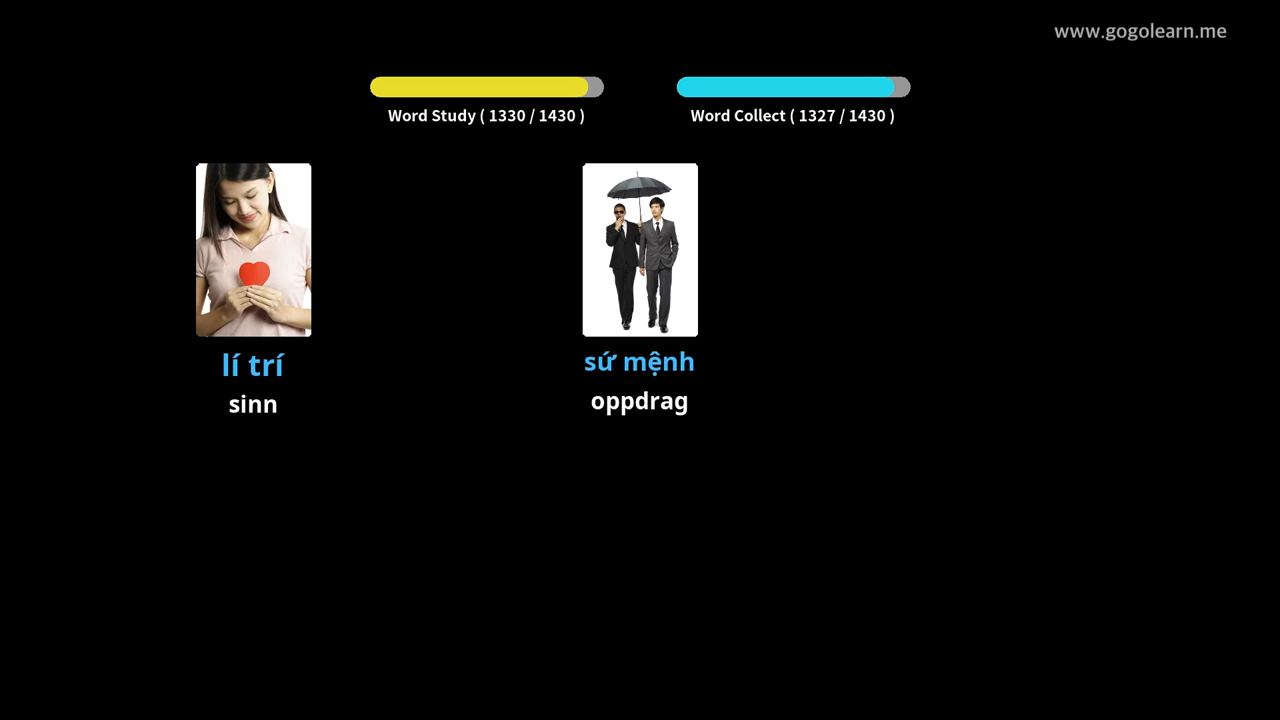 www.gogolearn.me
Word Study ( 1330 / 1430 )
Word Collect ( 1327 / 1430 )
lí trí
sinn
sứ mệnh
oppdrag